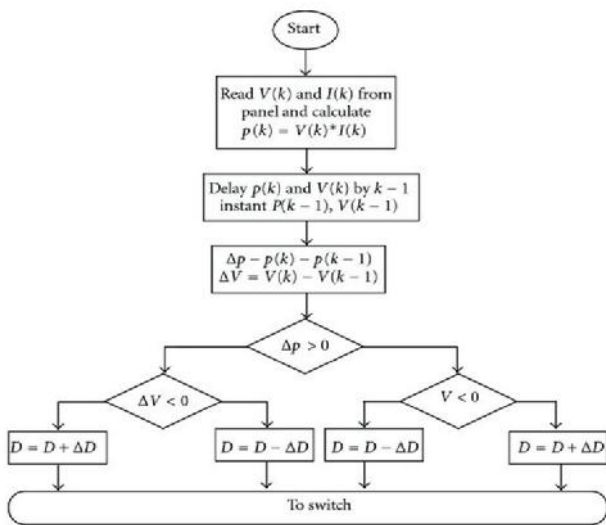 Start
Read V(k) and I(k) from
panel and calculate
p(k) = V(k)*I(k)
Delay p(k) and V(k) by k − 1
instant P(k − 1), V(k − 1)
Δp − p(k) − p(k − 1)
ΔV = V(k) − V(k − 1)
Δp > 0
ΔV < 0
V < 0
D = D + ΔD
D = D − ΔD
D = D − ΔD
D = D + ΔD
To switch